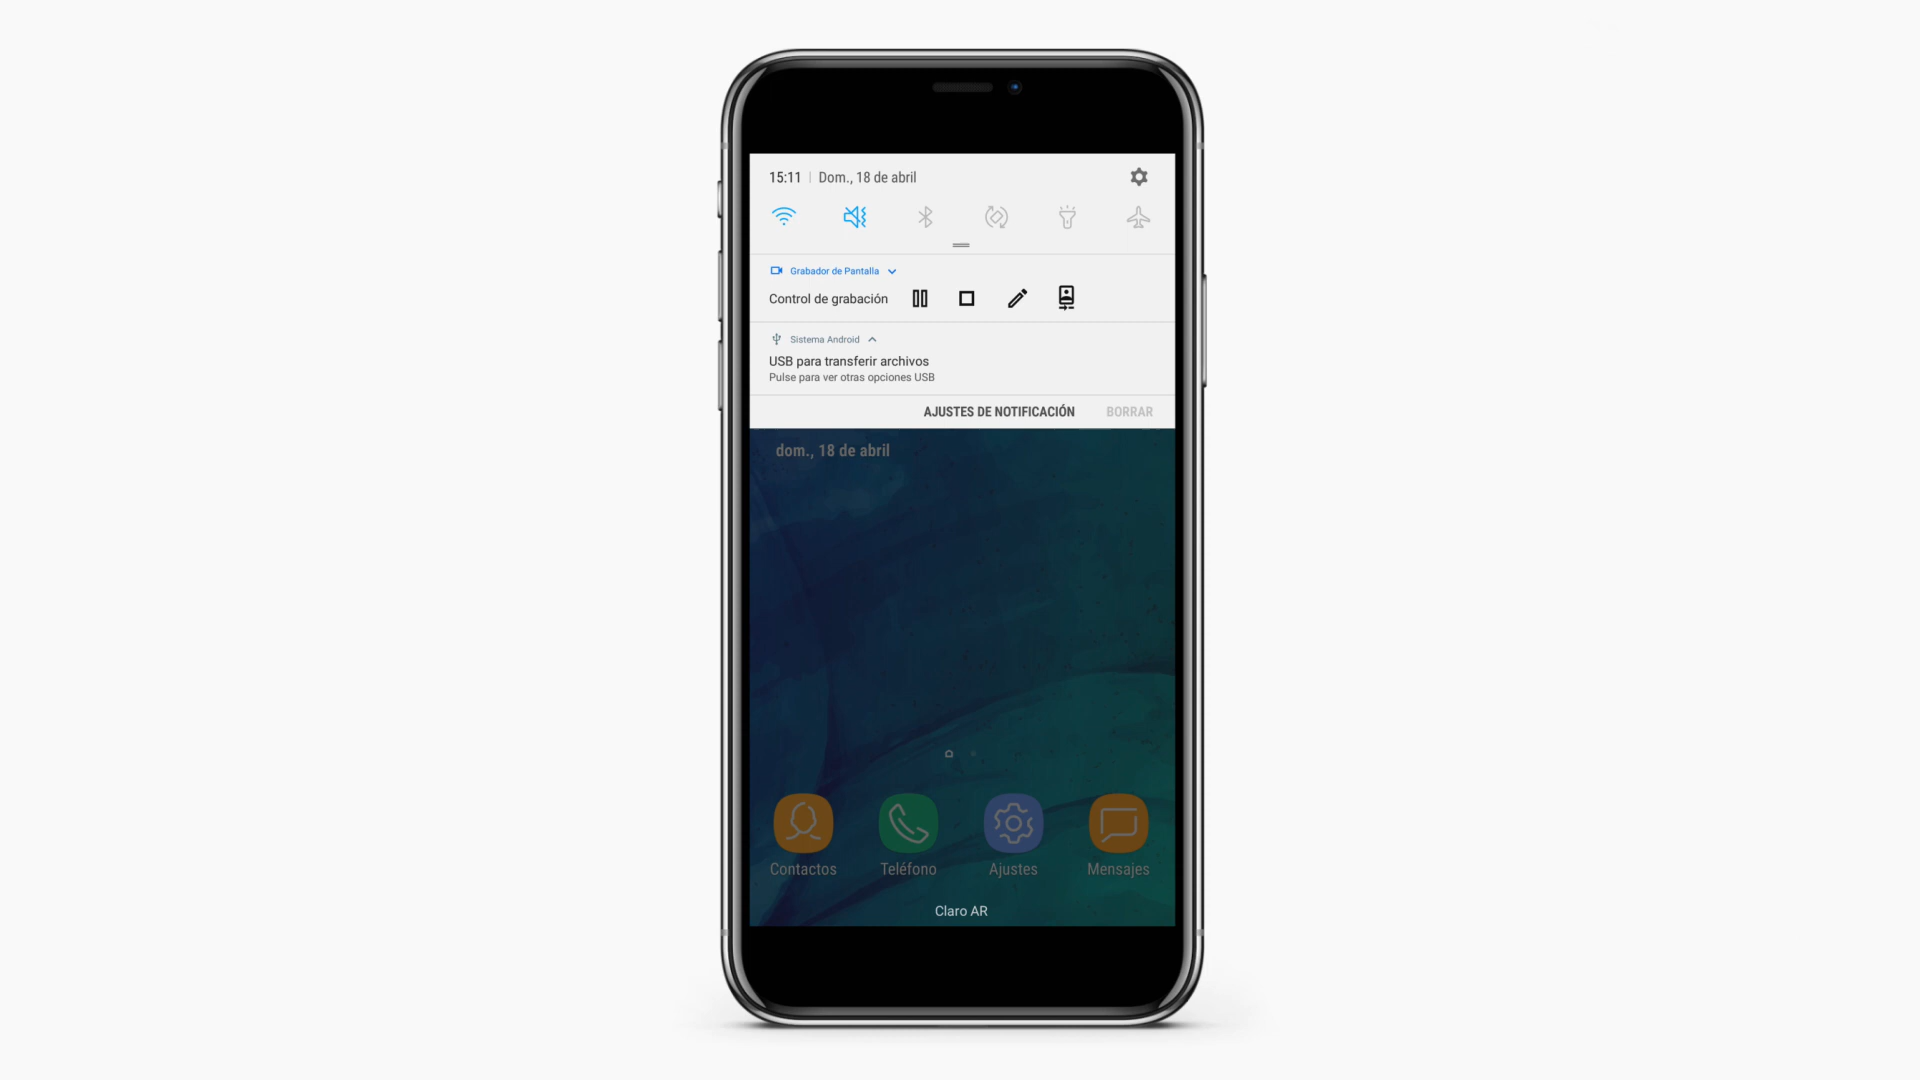 15:11 | Dom., 18 de abril
Grabador de Pantalla
Control de grabación
Sistema Android
USB para transferir archivos
Pulse para ver otras opciones USB
AJUSTES DE NOTIFICACIÓN BORRAR
dom., 18 de abril
Contactos Teléfono Ajustes Mensajes
Claro AR